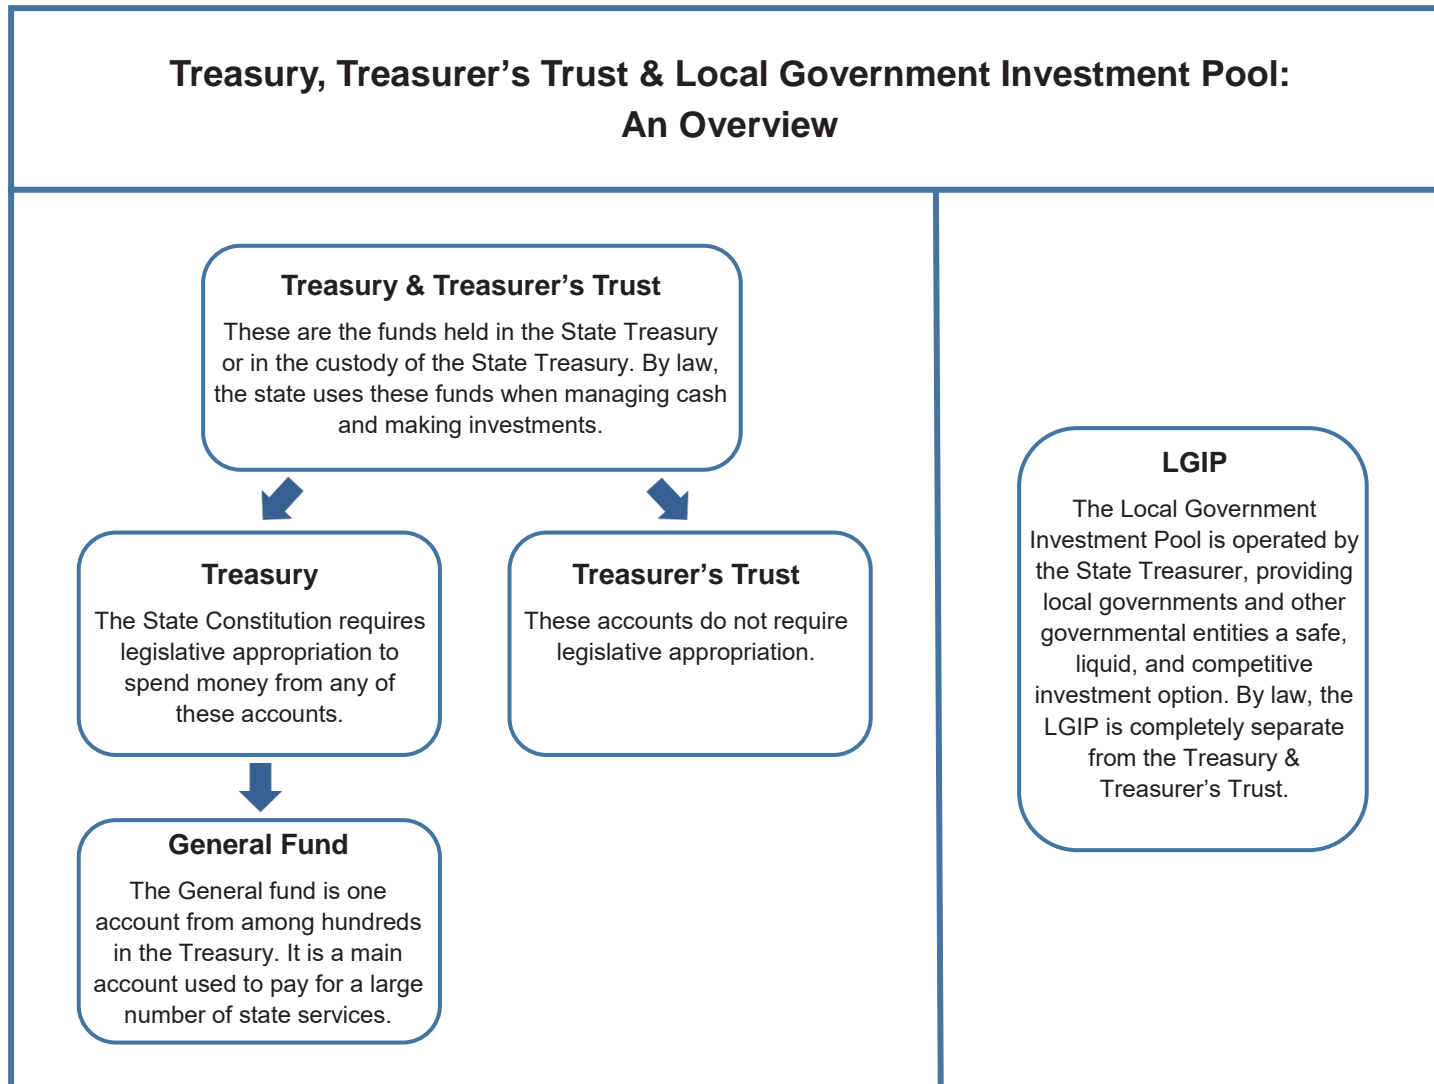 Treasury, Treasurer’s Trust & Local Government Investment Pool:
An Overview
Treasury & Treasurer’s Trust
These are the funds held in the State Treasury
or in the custody of the State Treasury. By law,
the state uses these funds when managing cash
and making investments.
Treasury
The State Constitution requires
legislative appropriation to
spend money from any of
these accounts.
Treasurer’s Trust
These accounts do not require
legislative appropriation.
General Fund
The General fund is one
account from among hundreds
in the Treasury. It is a main
account used to pay for a large
number of state services.
LGIP
The Local Government
Investment Pool is operated by
the State Treasurer, providing
local governments and other
governmental entities a safe,
liquid, and competitive
investment option. By law, the
LGIP is completely separate
from the Treasury &
Treasurer’s Trust.